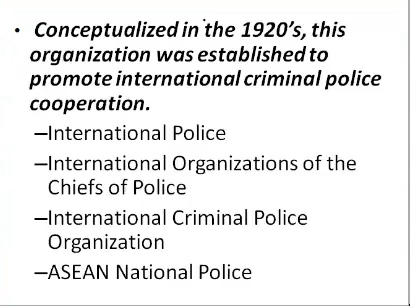 • Conceptualized in the 1920's, this
organization was established to
promote international criminal police
cooperation.
–International Police
–International Organizations of the
Chiefs of Police
–International Criminal Police
Organization
–ASEAN National Police